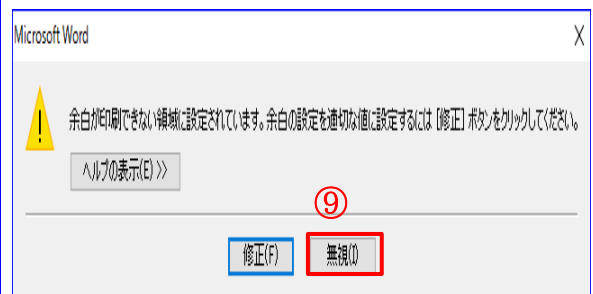 Microsoft Word
余白が印刷できない領域に設定されています。余白の設定を適切な値に設定するには [修正] ボタンをクリックしてください。
ヘルプの表示(E) >>
⑨
修正(F) 無視(I)